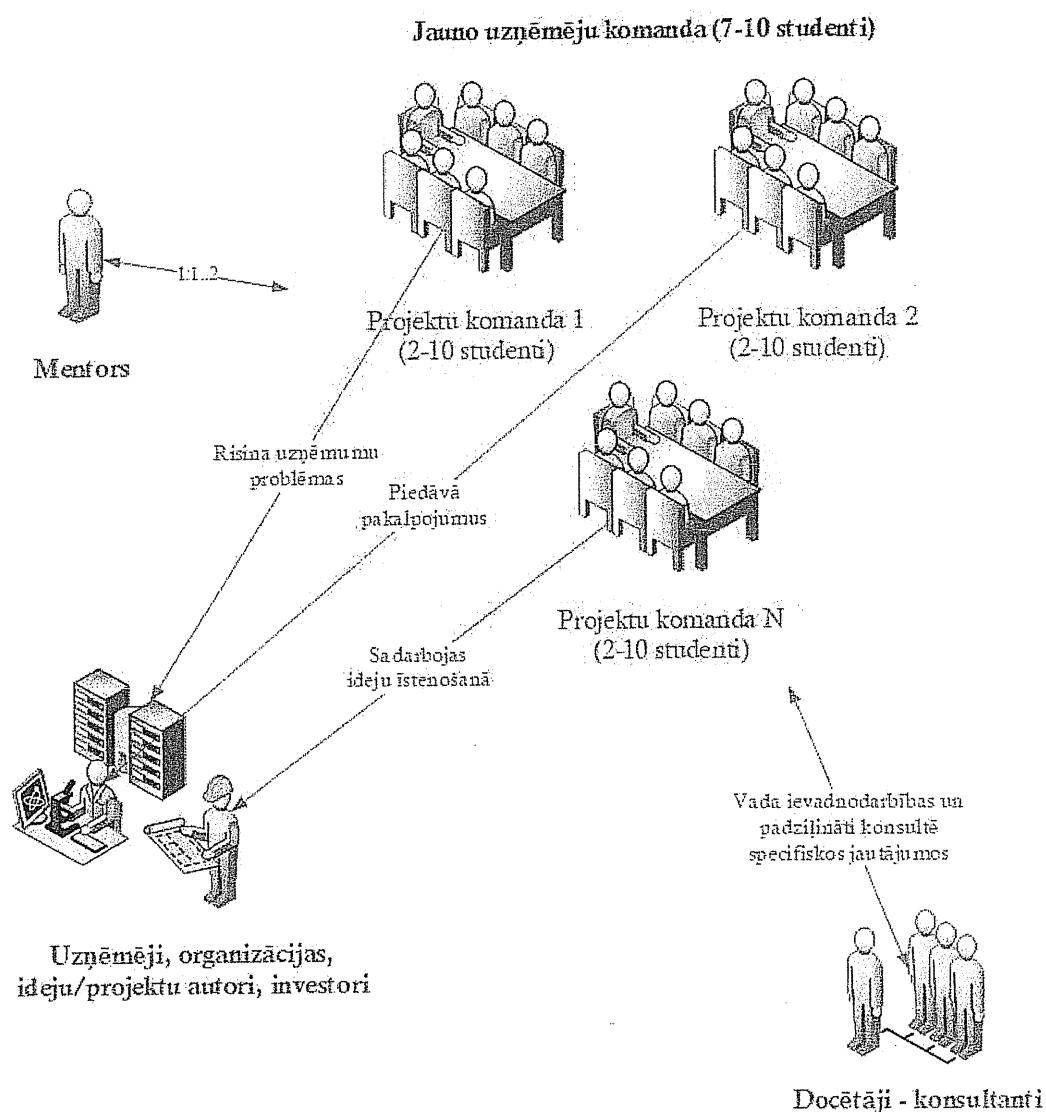 Jauno uzņēmēju komanda (7-10 studenti)
1:1..2
Mentors
Projektu komanda 1
(2-10 studenti)
Projektu komanda 2
(2-10 studenti)
Risina uzņēmumu
problēmas
Piedāvā
pakalpojumus
Projektu komanda N
(2-10 studenti)
Sadarbojas
ideju īstenošanā
Vada ievadnodarbības un
padziļināti konsultē
specifiskos jautājumos
Uzņēmēji, organizācijas,
ideju/projektu autori, investori
Docētāji - konsultanti